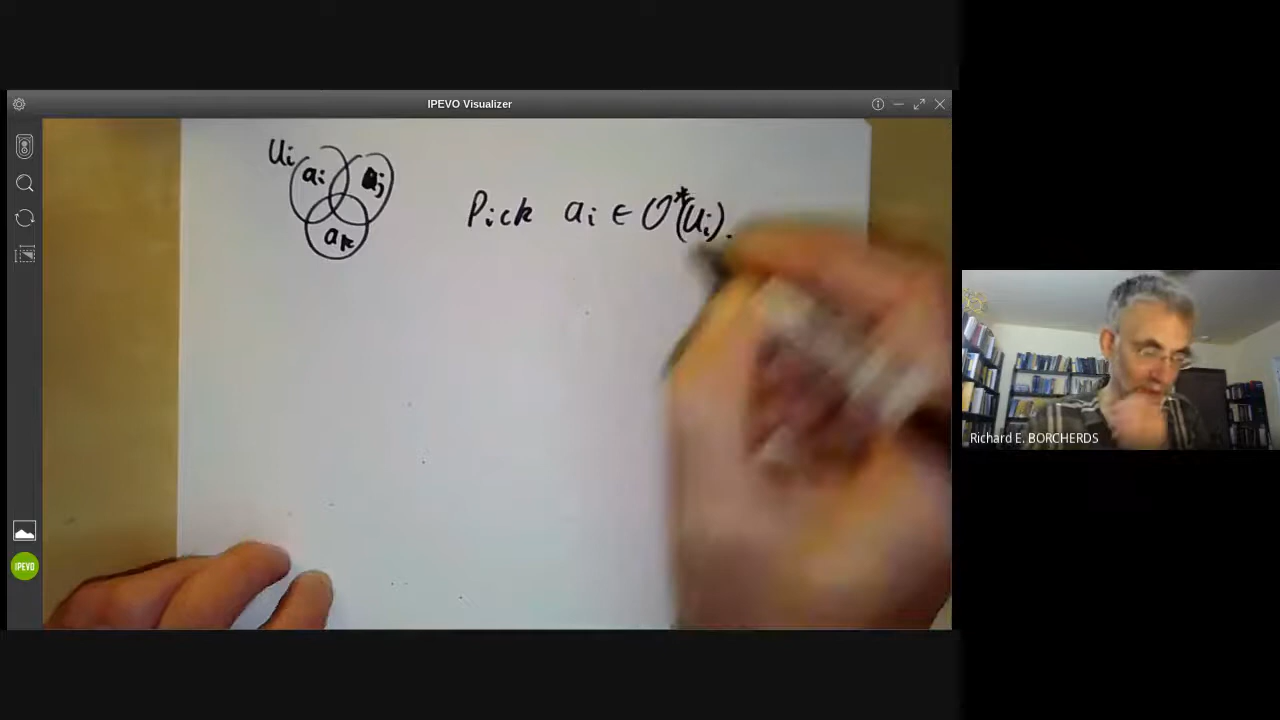 IPEVO Visualizer
Ui
ai
aj
ak
Pick ai ∈ O*(Ui).
IPEVO
Richard E. BORCHERDS